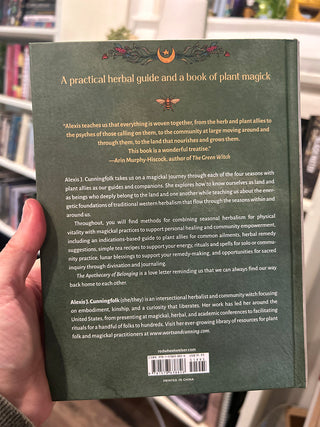 A practical herbal guide and a book of plant magick
"Alexis teaches us that everything is woven together, from the herb and plant allies to
the psyches of those calling on them, to the community at large moving around and
through them, to the land that nourishes and grows them.
This book is a wonderful treatise."
—Arin Murphy-Hiscock, author of The Green Witch
Alexis J. Cunningfolk takes us on a magickal journey through each of the four seasons with
plant allies as our guides and companions. She explores how to know ourselves as land and
as beings who deeply belong to the land and one another while teaching us about the ener-
getic foundations of traditional western herbalism that flow through the seasons within and
around us.
Throughout, you will find methods for combining seasonal herbalism for physical
vitality with magickal practices to support personal healing and community empowerment,
including an indications-based guide to plant allies for common ailments, herbal remedy
suggestions, simple tea recipes to support your energy, rituals and spells for solo or commu-
nity practice, lunar blessings to support your remedy-making, and opportunities for sacred
inquiry through divination and journaling.
The Apothecary of Belonging is a love letter reminding us that we can always find our way
back home to each other.
Alexis J. Cunningfolk (she/they) is an intersectional herbalist and community witch focusing
on embodiment, kinship, and a curiosity that liberates. Her work has led her around the
United States, from presenting at magical, herbal, and academic conferences to facilitating
rituals for a handful of folks to hundreds. Visit her ever-growing library of resources for plant
folk and magickal practitioners at www.wortsandcunning.com.
PRINTED IN CHINA